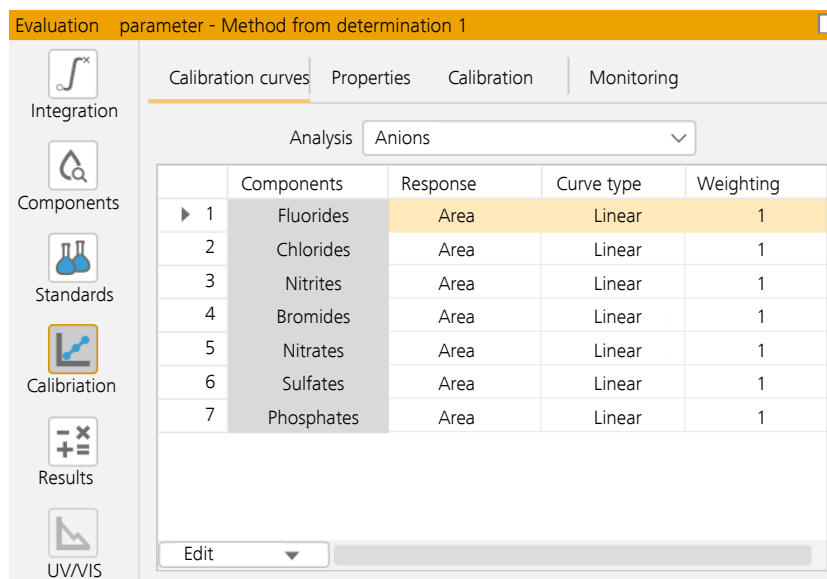 Evaluation parameter - Method from determination 1
Integration
Components
Standards
Calibriation
Results
UV/VIS
Calibration curves Properties Calibration Monitoring
Analysis Anions
Components Response Curve type Weighting
1 Fluorides Area Linear 1
2 Chlorides Area Linear 1
3 Nitrites Area Linear 1
4 Bromides Area Linear 1
5 Nitrates Area Linear 1
6 Sulfates Area Linear 1
7 Phosphates Area Linear 1
Edit